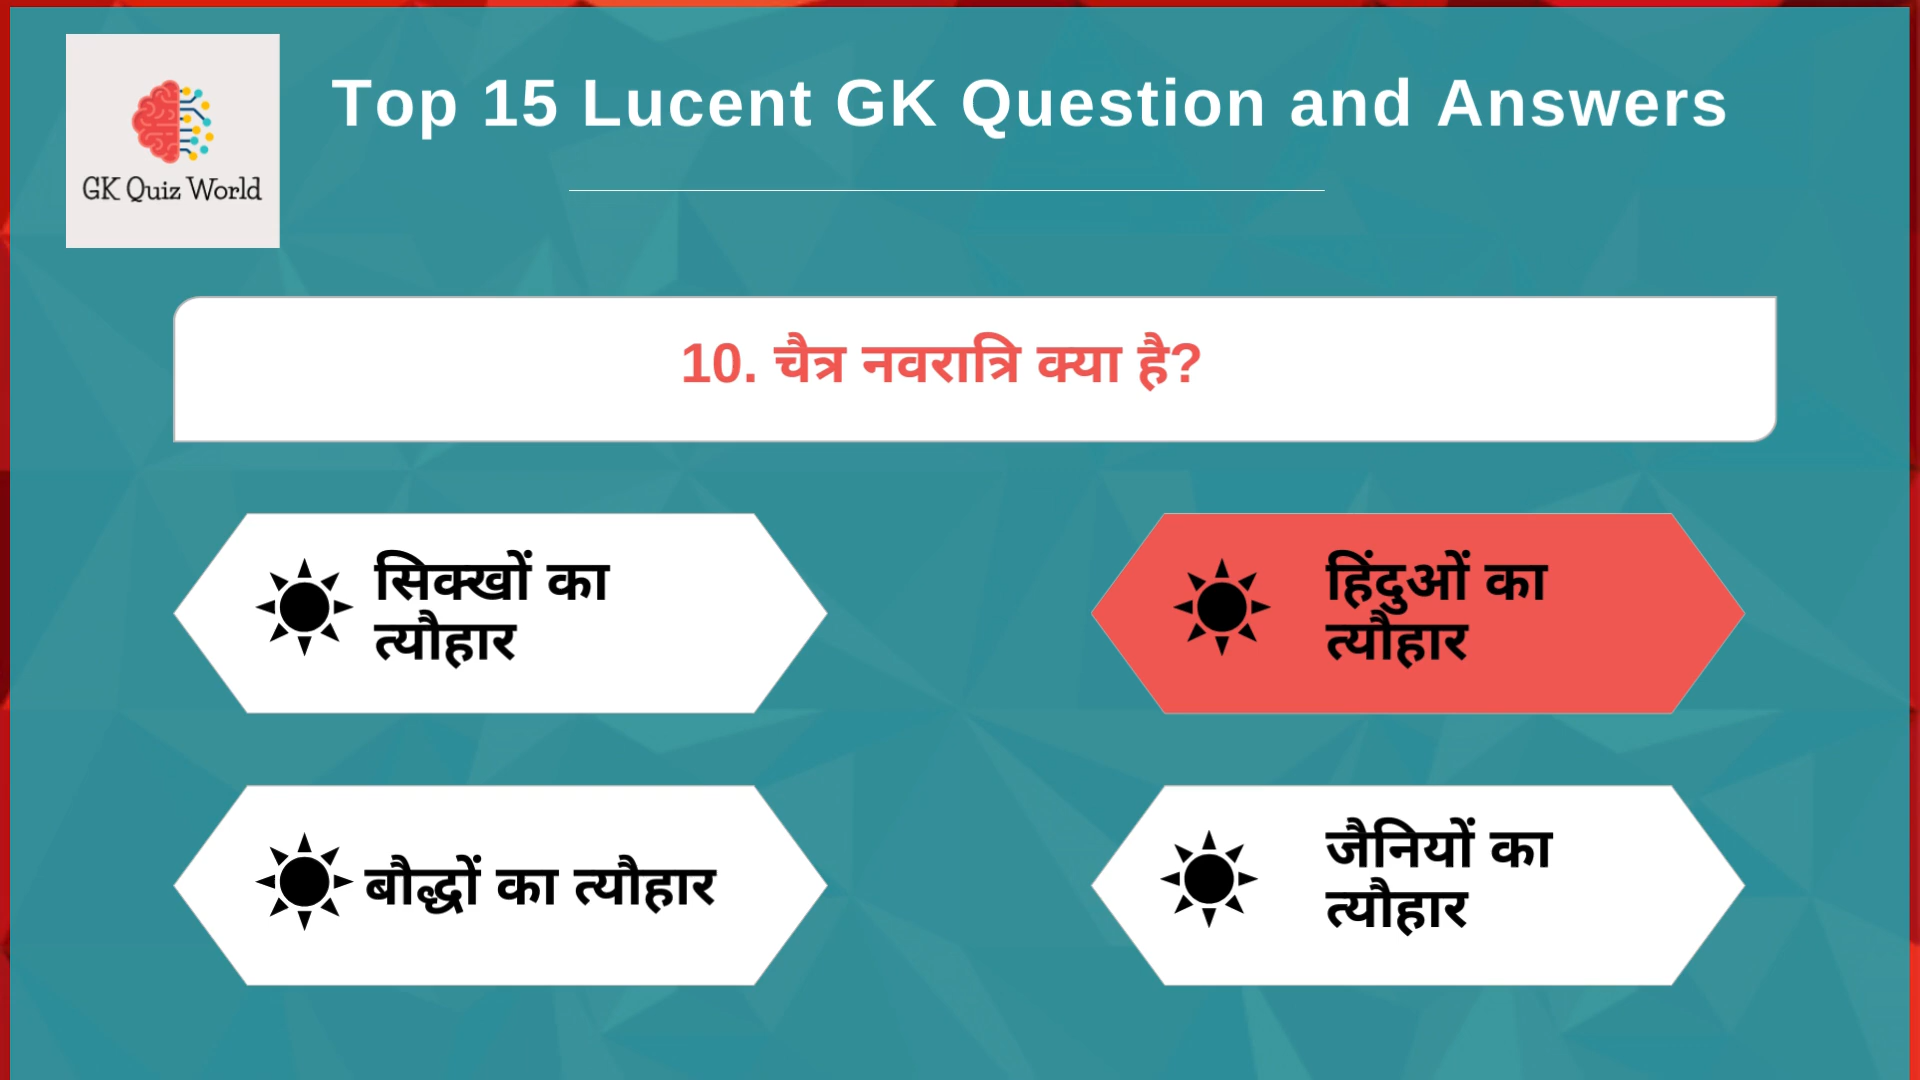 Top 15 Lucent GK Question and Answers
GK Quiz World
10. चैत्र नवरात्रि क्या है?
सिक्खों का
त्यौहार
हिंदुओं का
त्यौहार
बौद्धों का त्यौहार
जैनियों का
त्यौहार